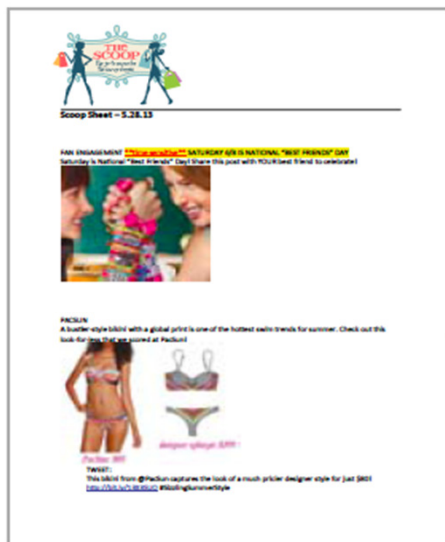 THE
SCOOP
Scoop Sheet – 5.28.13
FAN ENGAGEMENT **Time-sensitive** SATURDAY 6/8 IS NATIONAL "BEST FRIENDS" DAY
Saturday is National "Best Friends" Day! Share this post with YOUR best friend to celebrate!
PACSUN
A bustier-style bikini with a global print is one of the hottest swim trends for summer. Check out this
look-for-less that we scored at PacSun!
TWEET:
This bikini from @PacSun captures the look of a much pricier designer style for just $80!
#SizzlingSummerStyle